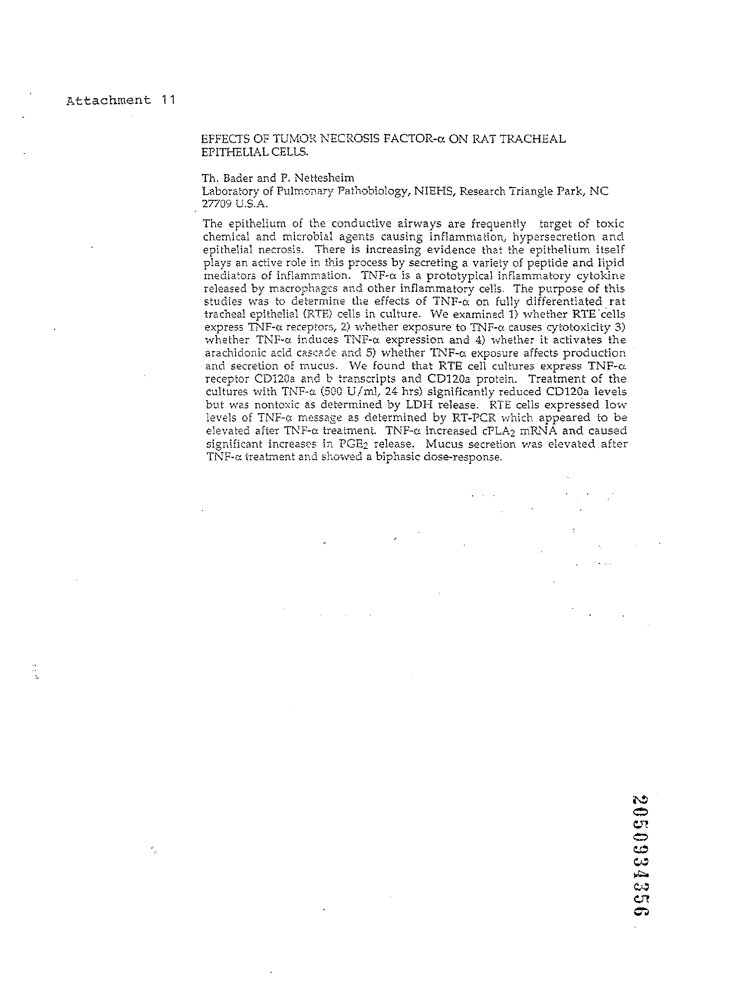 Attachment 11
EFFECTS OF TUMOR NECROSIS FACTOR-α ON RAT TRACHEAL
EPITHELIAL CELLS.
Th. Bader and P. Nettesheim
Laboratory of Pulmonary Pathobiology, NIEHS, Research Triangle Park, NC
27709 U.S.A.
The epithelium of the conductive airways are frequently target of toxic
chemical and microbial agents causing inflammation, hypersecretion and
epithelial necrosis. There is increasing evidence that the epithelium itself
plays an active role in this process by secreting a variety of peptide and lipid
mediators of inflammation. TNF-α is a prototypical inflammatory cytokine
released by macrophages and other inflammatory cells. The purpose of this
studies was to determine the effects of TNF-α on fully differentiated rat
tracheal epithelial (RTE) cells in culture. We examined 1) whether RTE cells
express TNF-α receptors, 2) whether exposure to TNF-α causes cytotoxicity 3)
whether TNF-α induces TNF-α expression and 4) whether it activates the
arachidonic acid cascade and 5) whether TNF-α exposure affects production
and secretion of mucus. We found that RTE cell cultures express TNF-α
receptor CD120a and b transcripts and CD120a protein. Treatment of the
cultures with TNF-α (500 U/ml, 24 hrs) significantly reduced CD120a levels
but was nontoxic as determined by LDH release. RTE cells expressed low
levels of TNF-α message as determined by RT-PCR which appeared to be
elevated after TNF-α treatment. TNF-α increased cPLA2 mRNA and caused
significant increases in PGE2 release. Mucus secretion was elevated after
TNF-α treatment and showed a biphasic dose-response.
2050934356